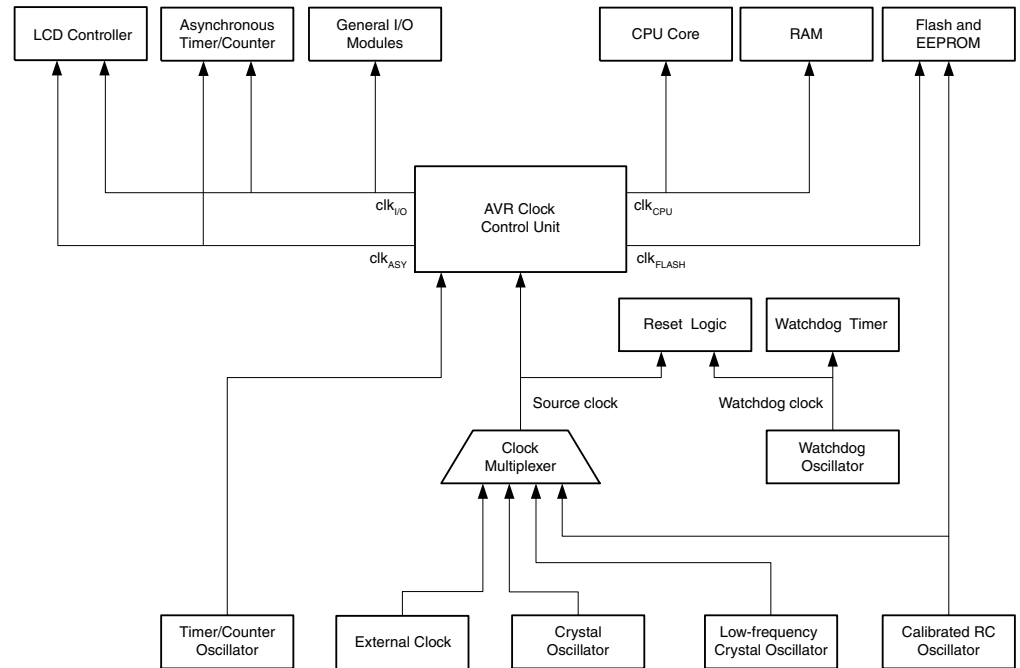 LCD Controller
Asynchronous
Timer/Counter
General I/O
Modules
CPU Core
RAM
Flash and
EEPROM
clkI/O
AVR Clock
Control Unit
clkCPU
clkASY
clkFLASH
Reset Logic
Watchdog Timer
Source clock
Watchdog clock
Clock
Multiplexer
Watchdog
Oscillator
Timer/Counter
Oscillator
External Clock
Crystal
Oscillator
Low-frequency
Crystal Oscillator
Calibrated RC
Oscillator